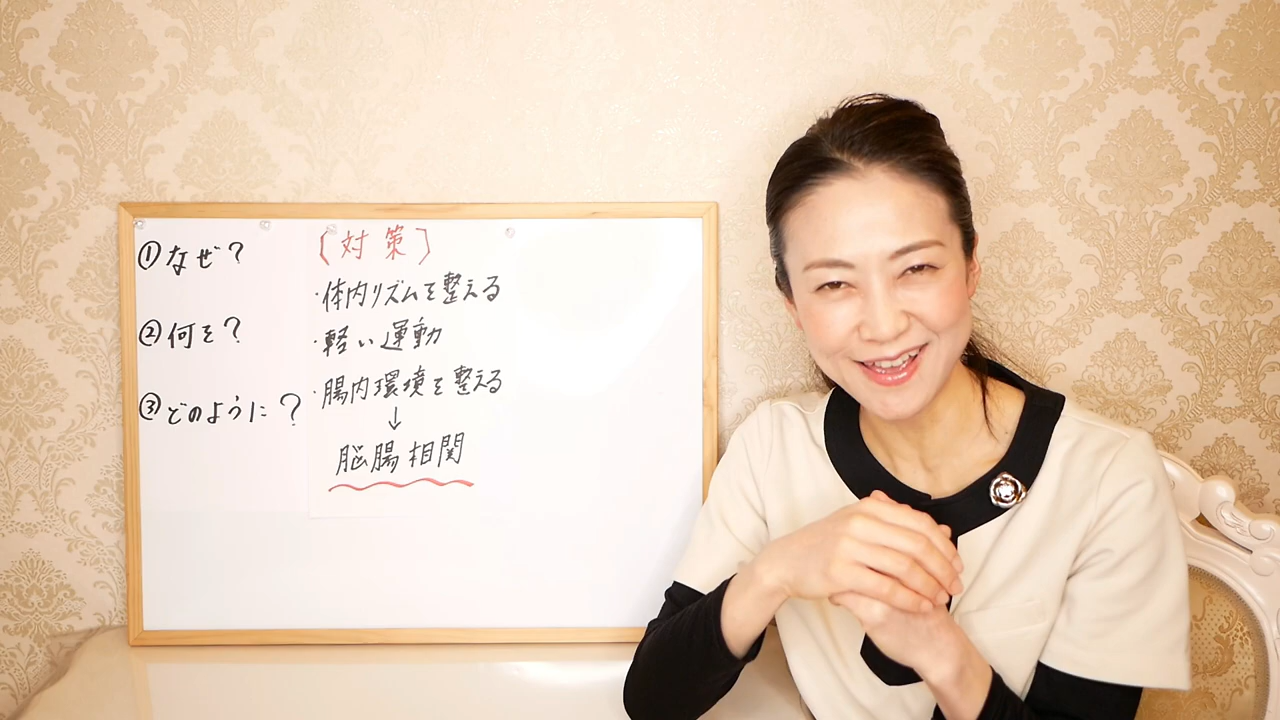 ①なぜ?
②何を?
③どのように?
〔対策〕
・体内リズムを整える
・軽い運動
・腸内環境を整える
↓
脳腸相関